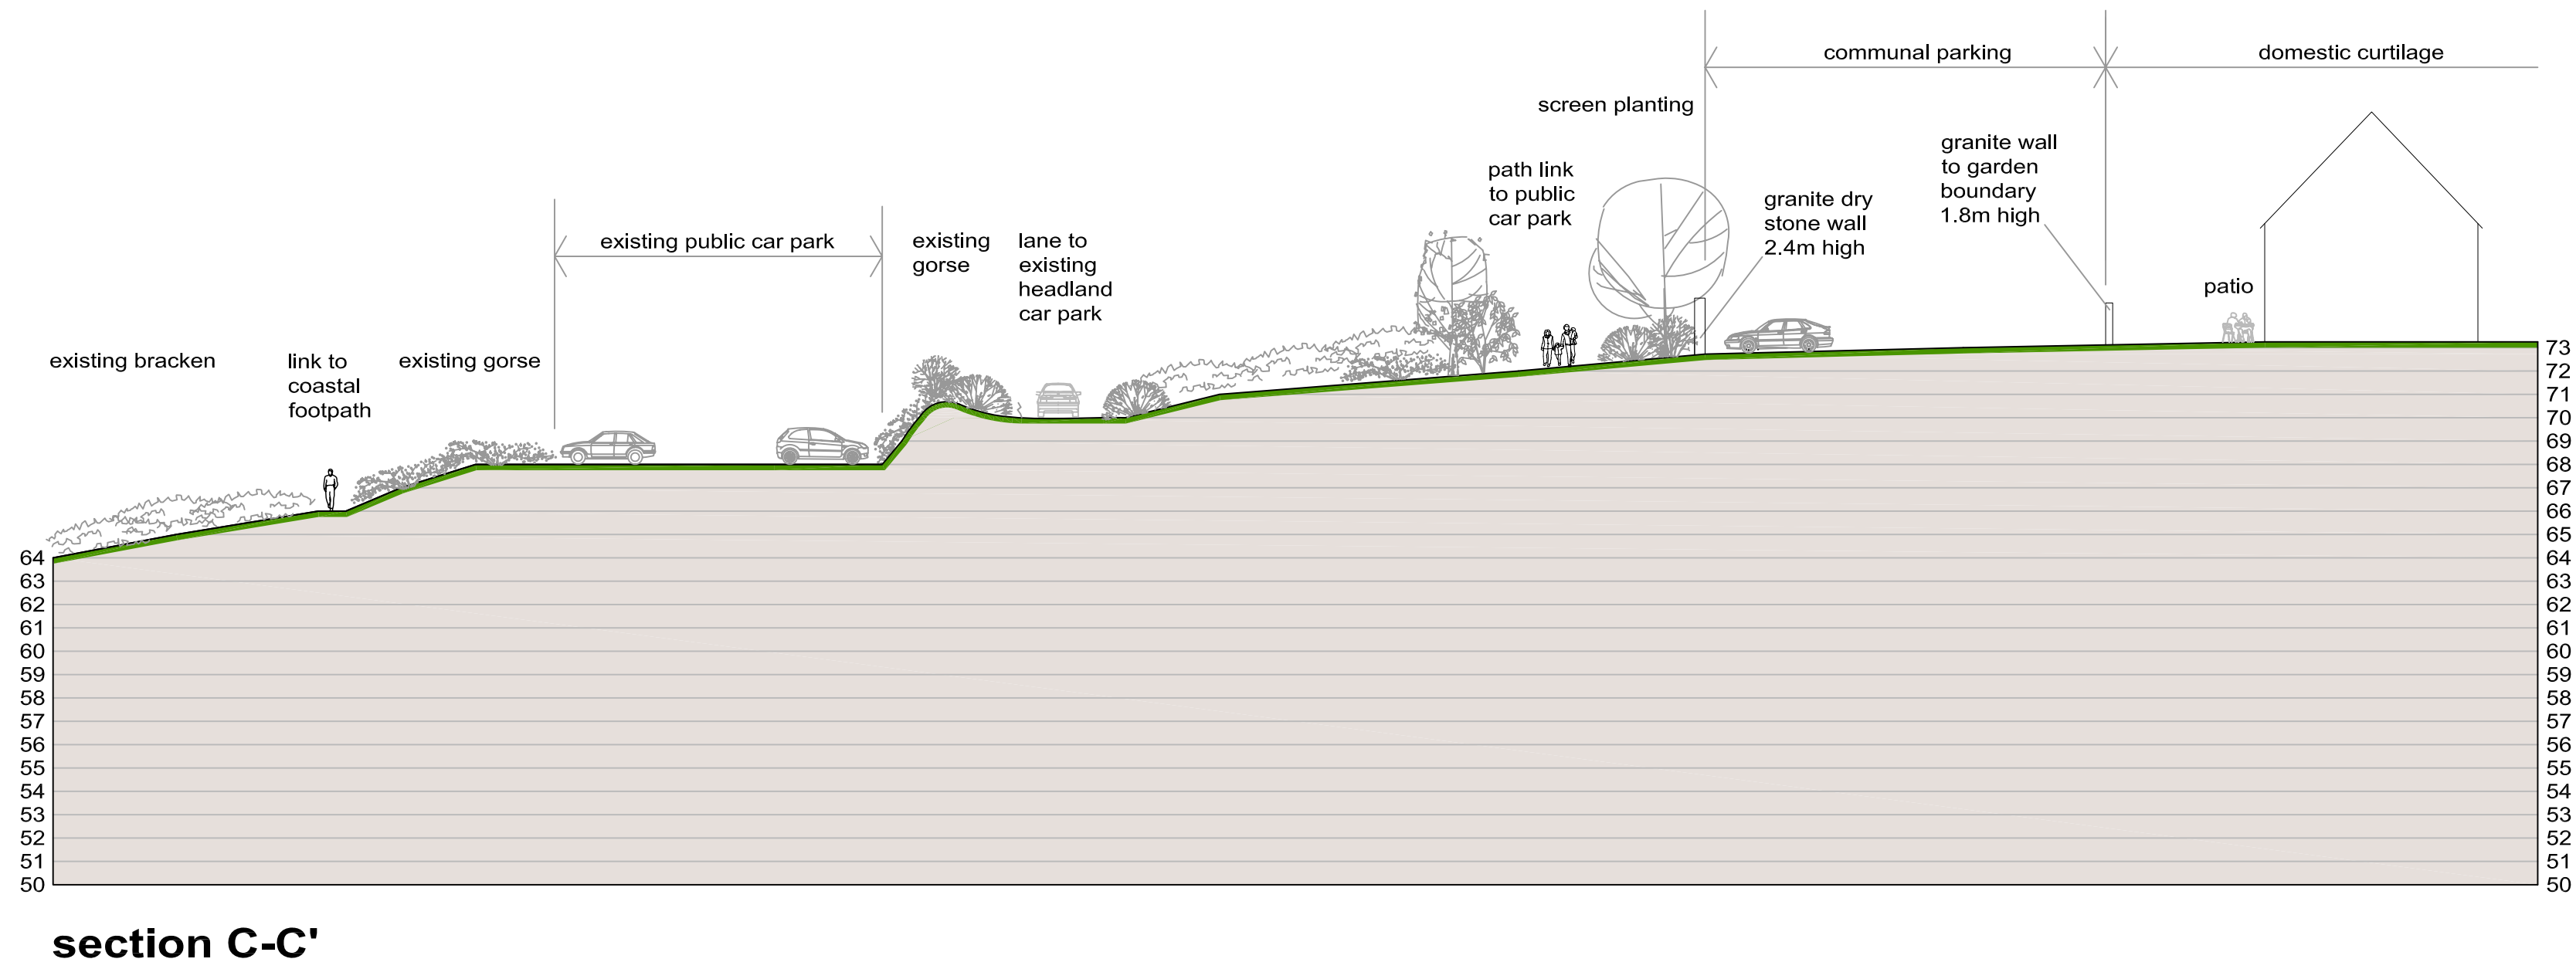 communal parking
domestic curtilage
screen planting
granite wall
to garden
boundary
1.8m high
path link
to public
car park
granite dry
stone wall
2.4m high
existing public car park
existing
gorse
lane to
existing
headland
car park
patio
existing bracken
link to
coastal
footpath
existing gorse
64
63
62
61
60
59
58
57
56
55
54
53
52
51
50
73
72
71
70
69
68
67
66
65
64
63
62
61
60
59
58
57
56
55
54
53
52
51
50
section C-C'